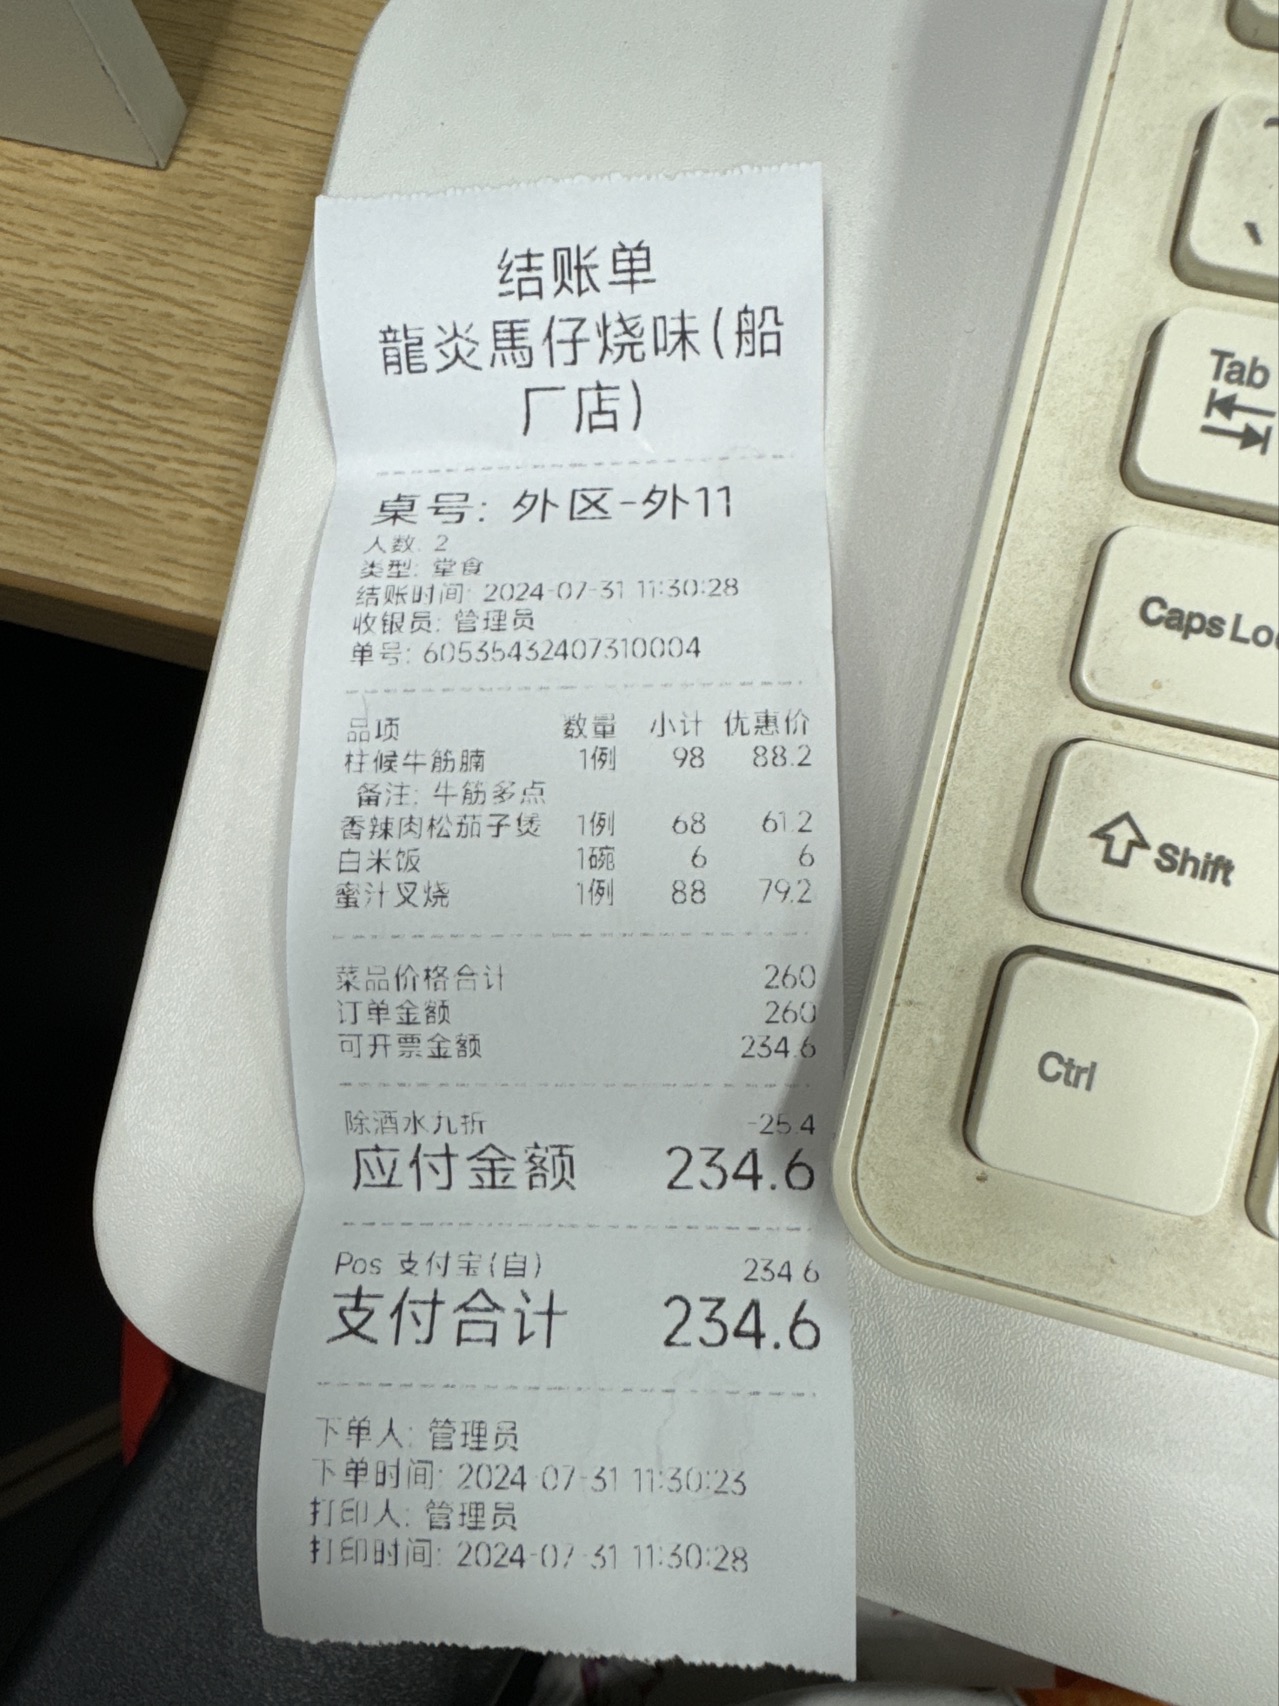 结账单
龍炎馬仔烧味(船
厂店)
桌号: 外区-外11
人数: 2
类型: 堂食
结账时间: 2024-07-31 11:30:28
收银员: 管理员
单号: 60535432407310004
品项 数量 小计 优惠价
柱候牛筋腩 1例 98 88.2
备注: 牛筋多点
香辣肉松茄子煲 1例 68 61.2
白米饭 1碗 6 6
蜜汁叉烧 1例 88 79.2
菜品价格合计 260
订单金额 260
可开票金额 234.6
除酒水九折 -25.4
应付金额 234.6
Pos 支付宝(自) 234.6
支付合计 234.6
下单人: 管理员
下单时间: 2024-07-31 11:30:23
打印人: 管理员
打印时间: 2024-07-31 11:30:28
Tab
Caps Loc
Shift
Ctrl